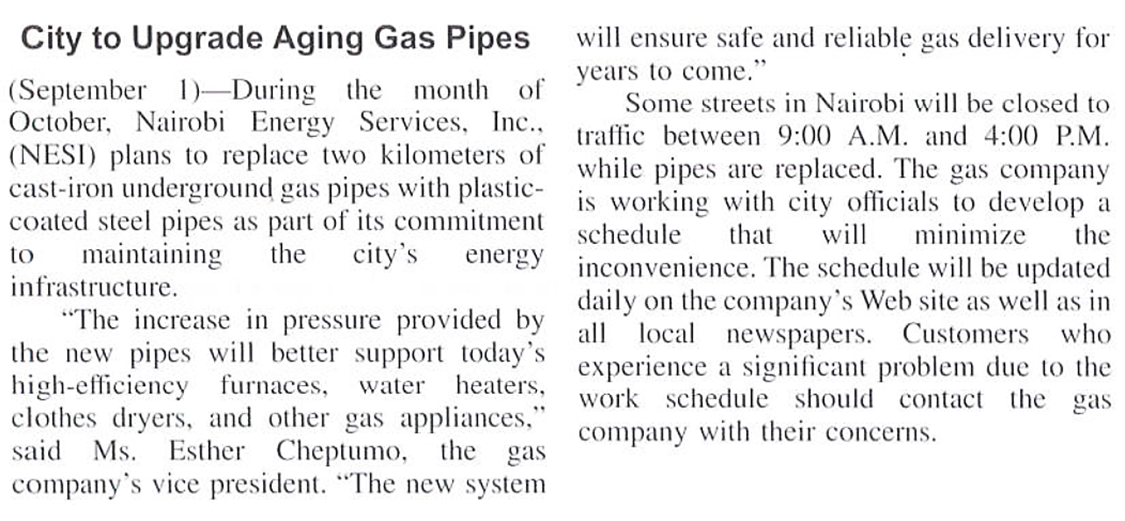 City to Upgrade Aging Gas Pipes
(September 1)—During the month of
October, Nairobi Energy Services, Inc.,
(NESI) plans to replace two kilometers of
cast-iron underground gas pipes with plastic-
coated steel pipes as part of its commitment
to maintaining the city's energy
infrastructure.
"The increase in pressure provided by
the new pipes will better support today's
high-efficiency furnaces, water heaters,
clothes dryers, and other gas appliances,"
said Ms. Esther Cheptumo, the gas
company's vice president. "The new system
will ensure safe and reliable gas delivery for
years to come."
Some streets in Nairobi will be closed to
traffic between 9:00 A.M. and 4:00 P.M.
while pipes are replaced. The gas company
is working with city officials to develop a
schedule that will minimize the
inconvenience. The schedule will be updated
daily on the company's Web site as well as in
all local newspapers. Customers who
experience a significant problem due to the
work schedule should contact the gas
company with their concerns.